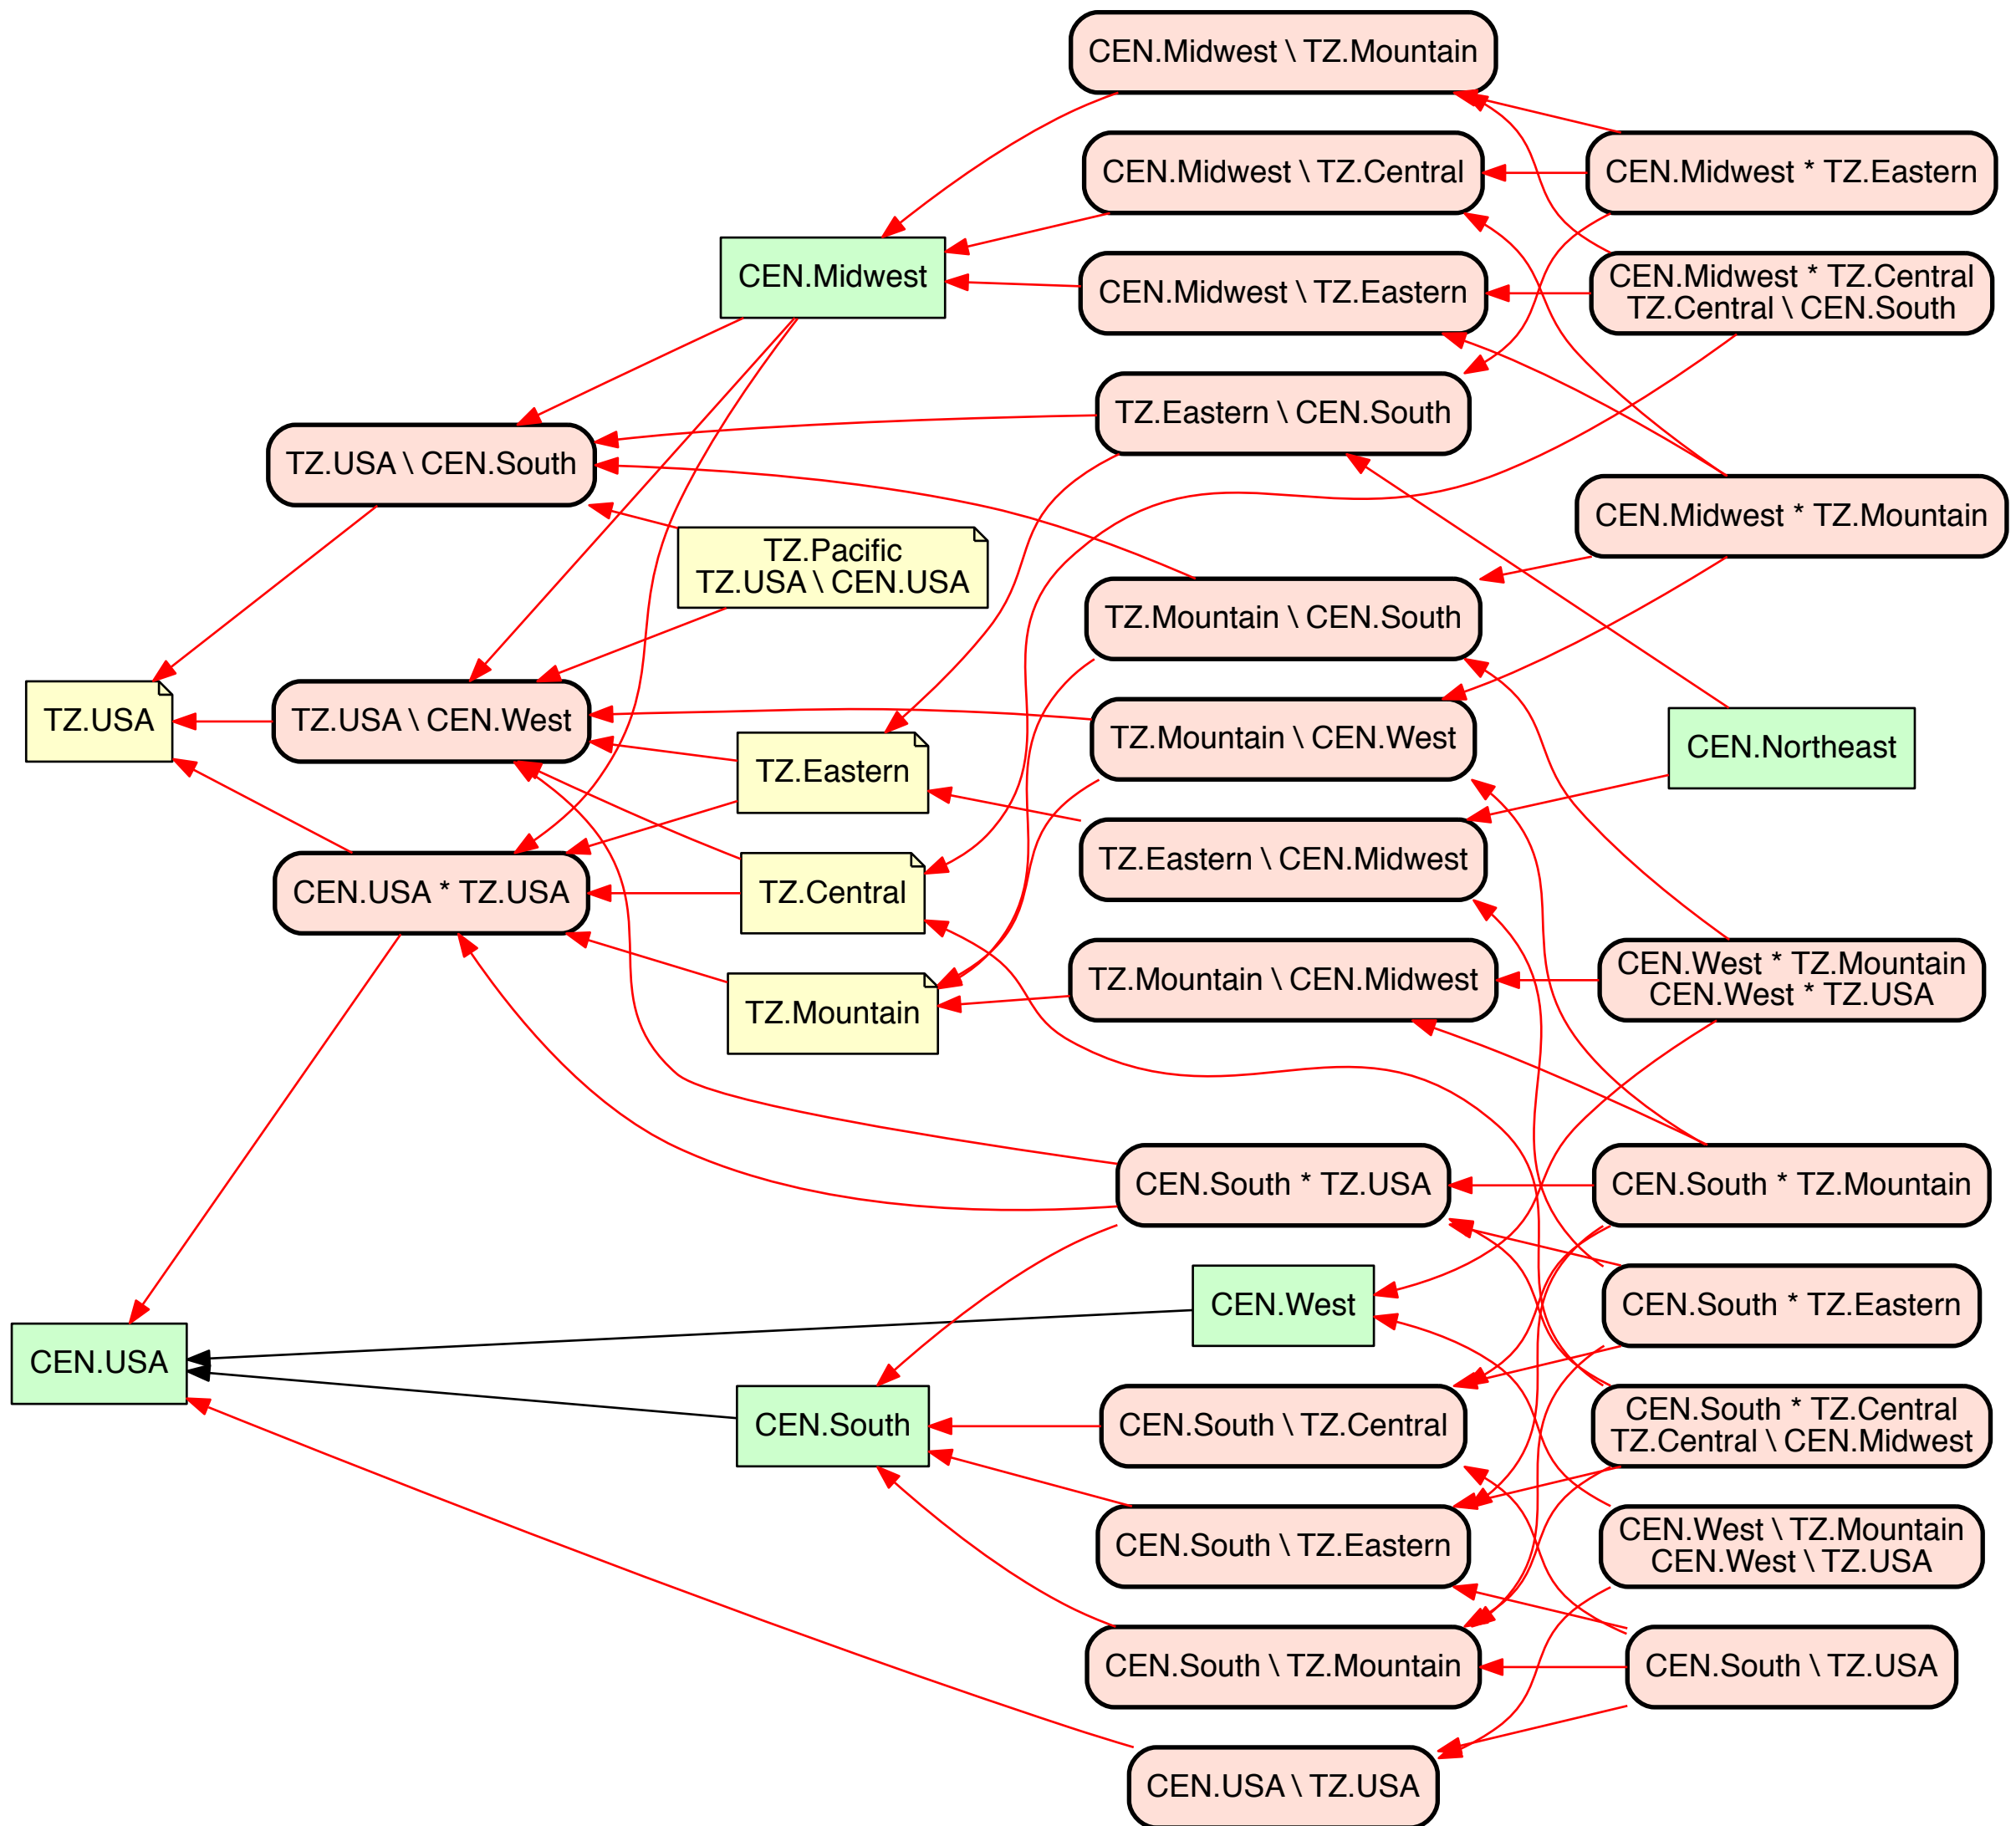 CEN.Midwest \ TZ.Mountain
CEN.Midwest \ TZ.Central
CEN.Midwest * TZ.Eastern
CEN.Midwest
CEN.Midwest \ TZ.Eastern
CEN.Midwest * TZ.Central
TZ.Central \ CEN.South
TZ.Eastern \ CEN.South
TZ.USA \ CEN.South
CEN.Midwest * TZ.Mountain
TZ.Pacific
TZ.USA \ CEN.USA
TZ.Mountain \ CEN.South
TZ.USA
TZ.USA \ CEN.West
TZ.Mountain \ CEN.West
CEN.Northeast
TZ.Eastern
TZ.Eastern \ CEN.Midwest
CEN.USA * TZ.USA
TZ.Central
TZ.Mountain
TZ.Mountain \ CEN.Midwest
CEN.West * TZ.Mountain
CEN.West * TZ.USA
CEN.South * TZ.USA
CEN.South * TZ.Mountain
CEN.West
CEN.South * TZ.Eastern
CEN.USA
CEN.South
CEN.South \ TZ.Central
CEN.South * TZ.Central
TZ.Central \ CEN.Midwest
CEN.South \ TZ.Eastern
CEN.West \ TZ.Mountain
CEN.West \ TZ.USA
CEN.South \ TZ.Mountain
CEN.South \ TZ.USA
CEN.USA \ TZ.USA